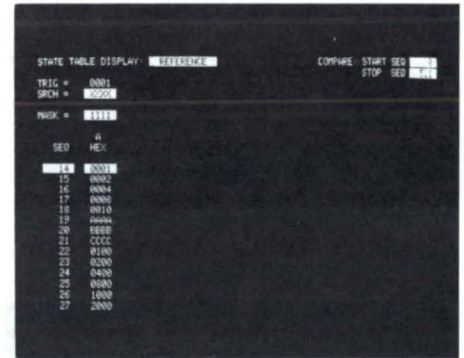 STATE TABLE DISPLAY: REFERENCE COMPARE: START SEQ
STOP SEQ
TRIG = 0001
SRCH = XXXX
MASK = 1111
A
SEQ HEX
14 0001
15 0002
16 0004
17 0008
18 0010
19 AAAA
20 BBBB
21 CCCC
22 0100
23 0200
24 0400
25 0800
26 1000
27 2000